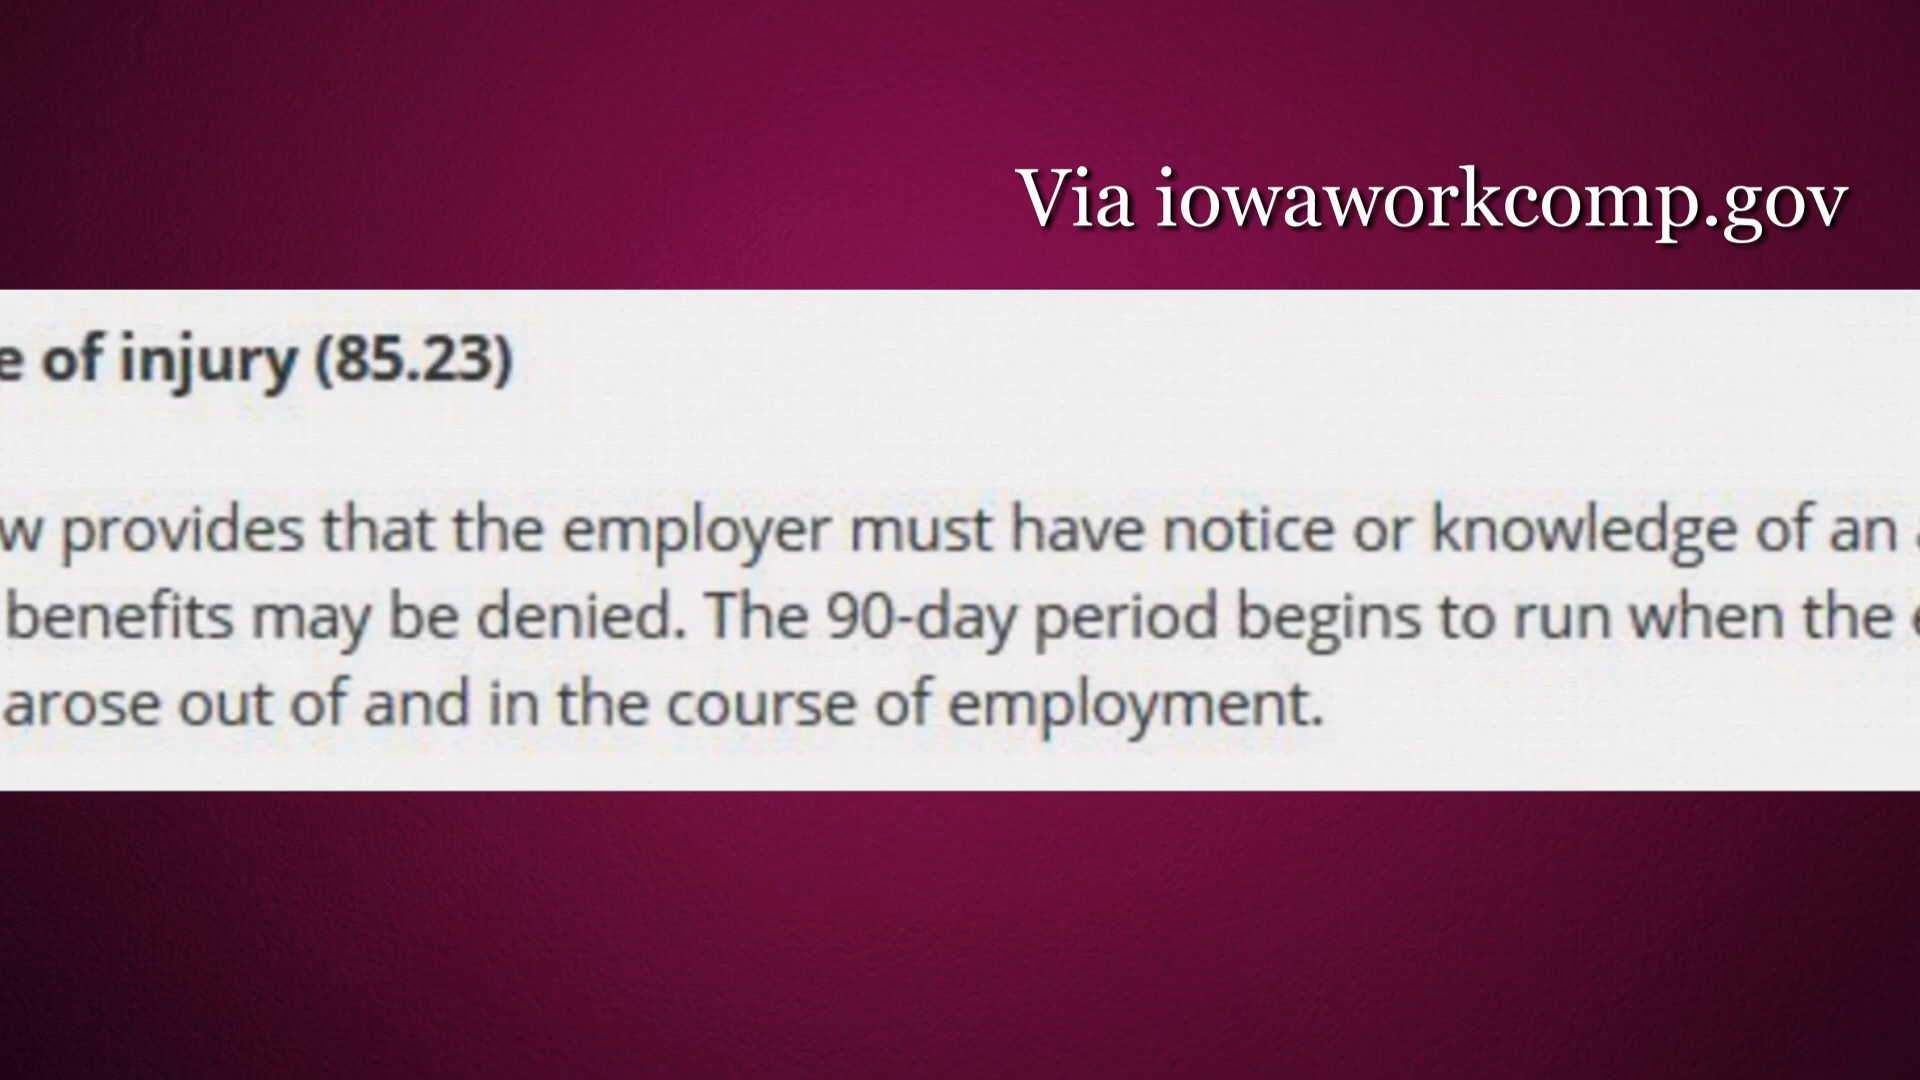 Via iowaworkcomp.gov
e of injury (85.23)
w provides that the employer must have notice or knowledge of an
benefits may be denied. The 90-day period begins to run when the
arose out of and in the course of employment.